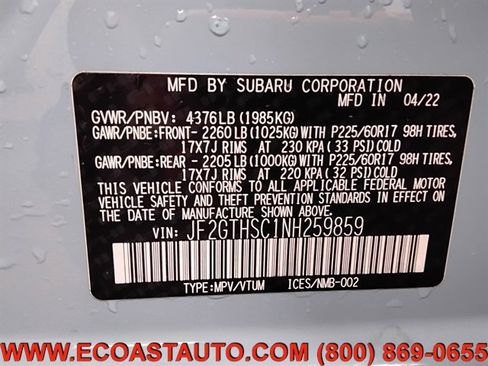 MFD BY SUBARU CORPORATION
MFD IN 04/22
GVWR/PNBV: 4376LB (1985KG)
GAWR/PNBE:FRONT- 2260 LB (1025KG) WITH P225/60R17 98H TIRES,
17X7J RIMS AT 230 KPA ( 33 PSI) COLD
GAWR/PNBE:REAR - 2205 LB (1000KG) WITH P225/60R17 98H TIRES,
17X7J RIMS AT 220 KPA ( 32 PSI) COLD
THIS VEHICLE CONFORMS TO ALL APPLICABLE FEDERAL MOTOR
VEHICLE SAFETY AND THEFT PREVENTION STANDARDS IN EFFECT ON THE
DATE OF MANUFACTURE SHOWN ABOVE.
JF2GTHSC1NH259859
TYPE:MPV/VTUM ICES/NMB-002
WWW.ECOASTAUTO.COM (800) 869-0655